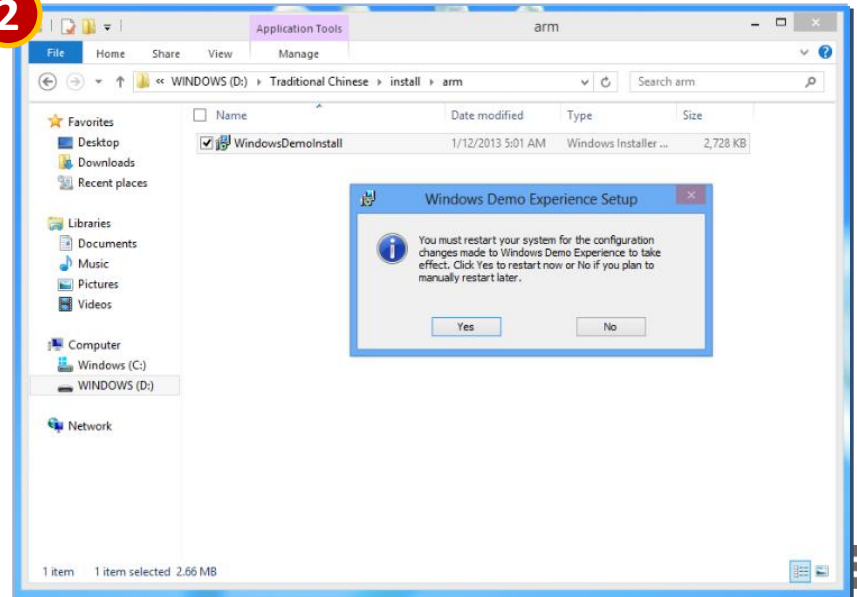 2
Application Tools
arm
File
Home
Share
View
Manage
« WINDOWS (D:) ▸ Traditional Chinese ▸ install ▸ arm
Search arm
Name
Date modified
Type
Size
WindowsDemoInstall
1/12/2013 5:01 AM
Windows Installer ...
2,728 KB
Favorites
Desktop
Downloads
Recent places
Libraries
Documents
Music
Pictures
Videos
Computer
Windows (C:)
WINDOWS (D:)
Network
Windows Demo Experience Setup
You must restart your system for the configuration
changes made to Windows Demo Experience to take
effect. Click Yes to restart now or No if you plan to
manually restart later.
Yes
No
1 item
1 item selected 2.66 MB